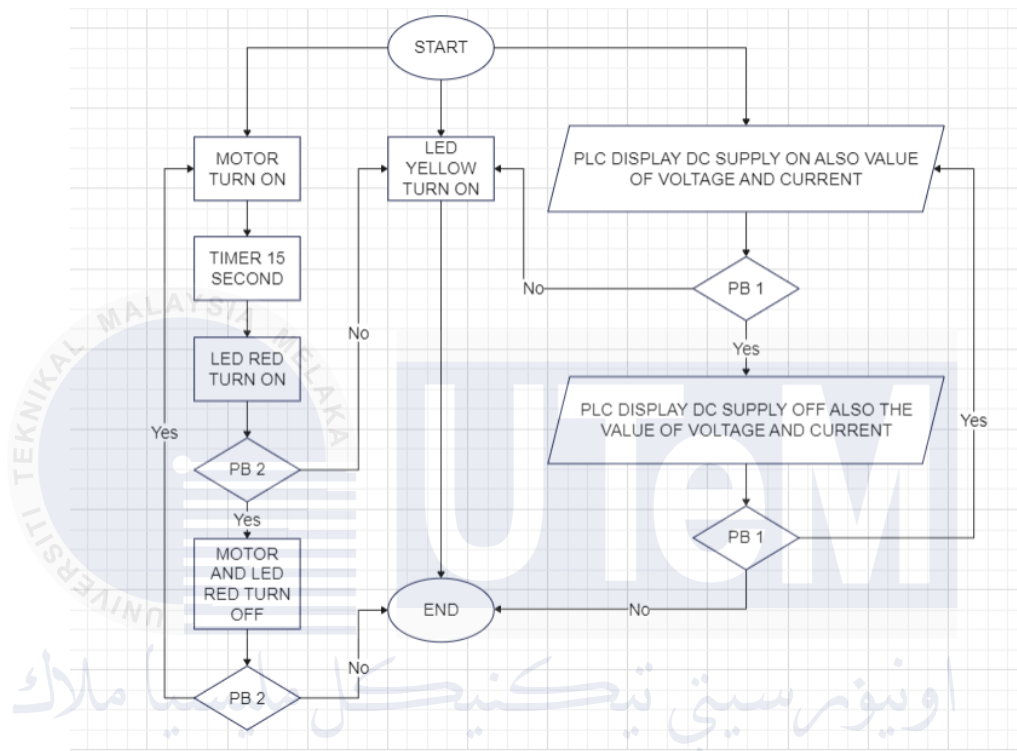 START
MOTOR
TURN ON
LED
YELLOW
TURN ON
PLC DISPLAY DC SUPPLY ON ALSO VALUE
OF VOLTAGE AND CURRENT
TIMER 15
SECOND
PB 1
No
Yes
LED RED
TURN ON
No
PLC DISPLAY DC SUPPLY OFF ALSO THE
VALUE OF VOLTAGE AND CURRENT
Yes
Yes
PB 2
Yes
PB 1
MOTOR
AND LED
RED TURN
OFF
END
No
No
PB 2
UNIVERSITI TEKNIKAL MALAYSIA MELAKA
UTeM
اونيۏرسيتي تيكنيكل مليسيا ملاك